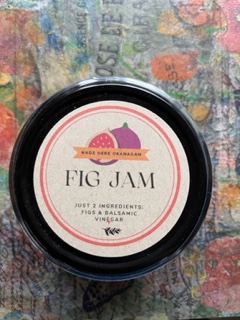 MADE HERE OKANAGAN
FIG JAM
JUST 2 INGREDIENTS:
FIGS & BALSAMIC
VINEGAR